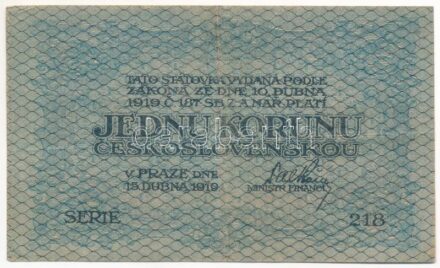 TATO STATOVKA VYDANÁ PODLE
ZÁKONA ZE DNE 10. DUBNA
1919 Č. 187 SB. Z. A NAŘ. PLATÍ
JEDNU KORUNU
ČESKOSLOVENSKOU
V PRAZE DNE
15. DUBNA 1919
MINISTR FINANCÍ
SERIE 218